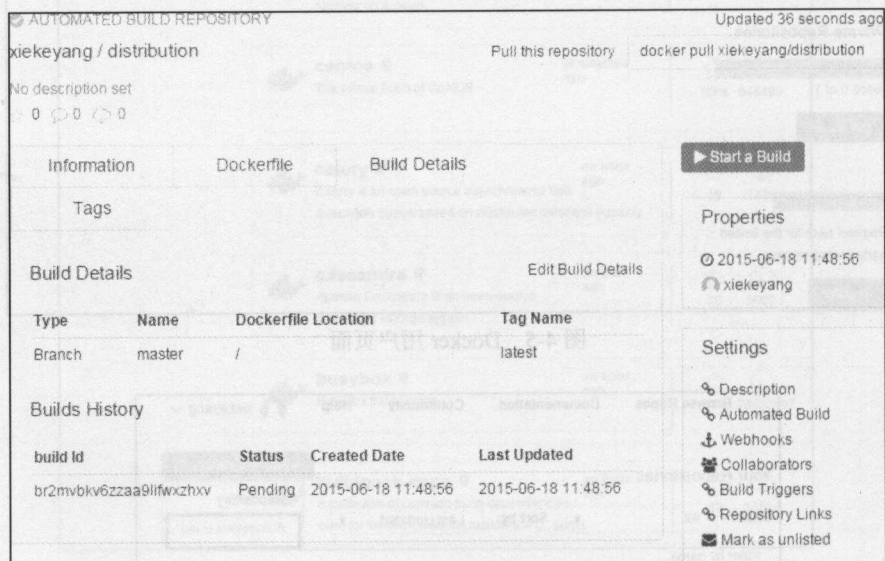 AUTOMATED BUILD REPOSITORY
Updated 36 seconds ago
xiekeyang / distribution
Pull this repository docker pull xiekeyang/distribution
No description set
0 0 0
Information Dockerfile Build Details
Start a Build
Tags
Properties
2015-06-18 11:48:56
xiekeyang
Build Details
Edit Build Details
Type Name Dockerfile Location Tag Name
Branch master / latest
Settings
Description
Automated Build
Webhooks
Collaborators
Build Triggers
Repository Links
Mark as unlisted
Builds History
build Id Status Created Date Last Updated
br2mvbkv6zzaa9lifwxzhxv Pending 2015-06-18 11:48:56 2015-06-18 11:48:56